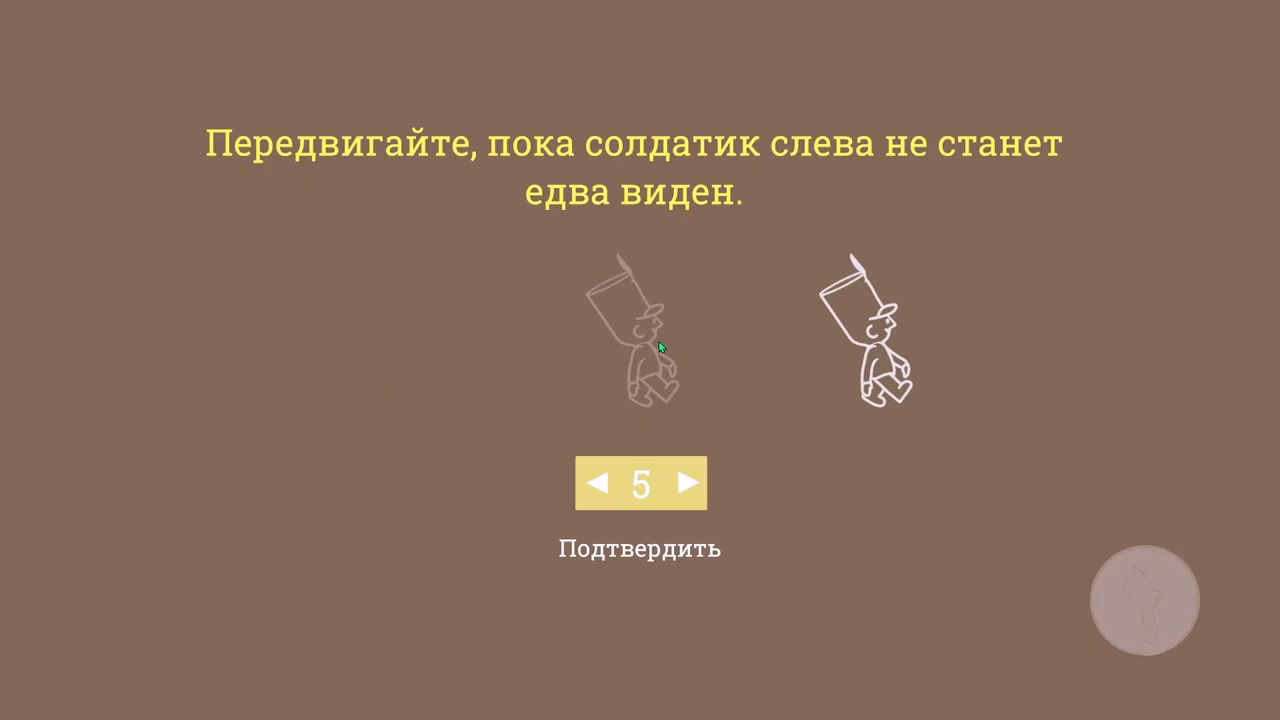 Передвигайте, пока солдатик слева не станет
едва виден.
5
Подтвердить